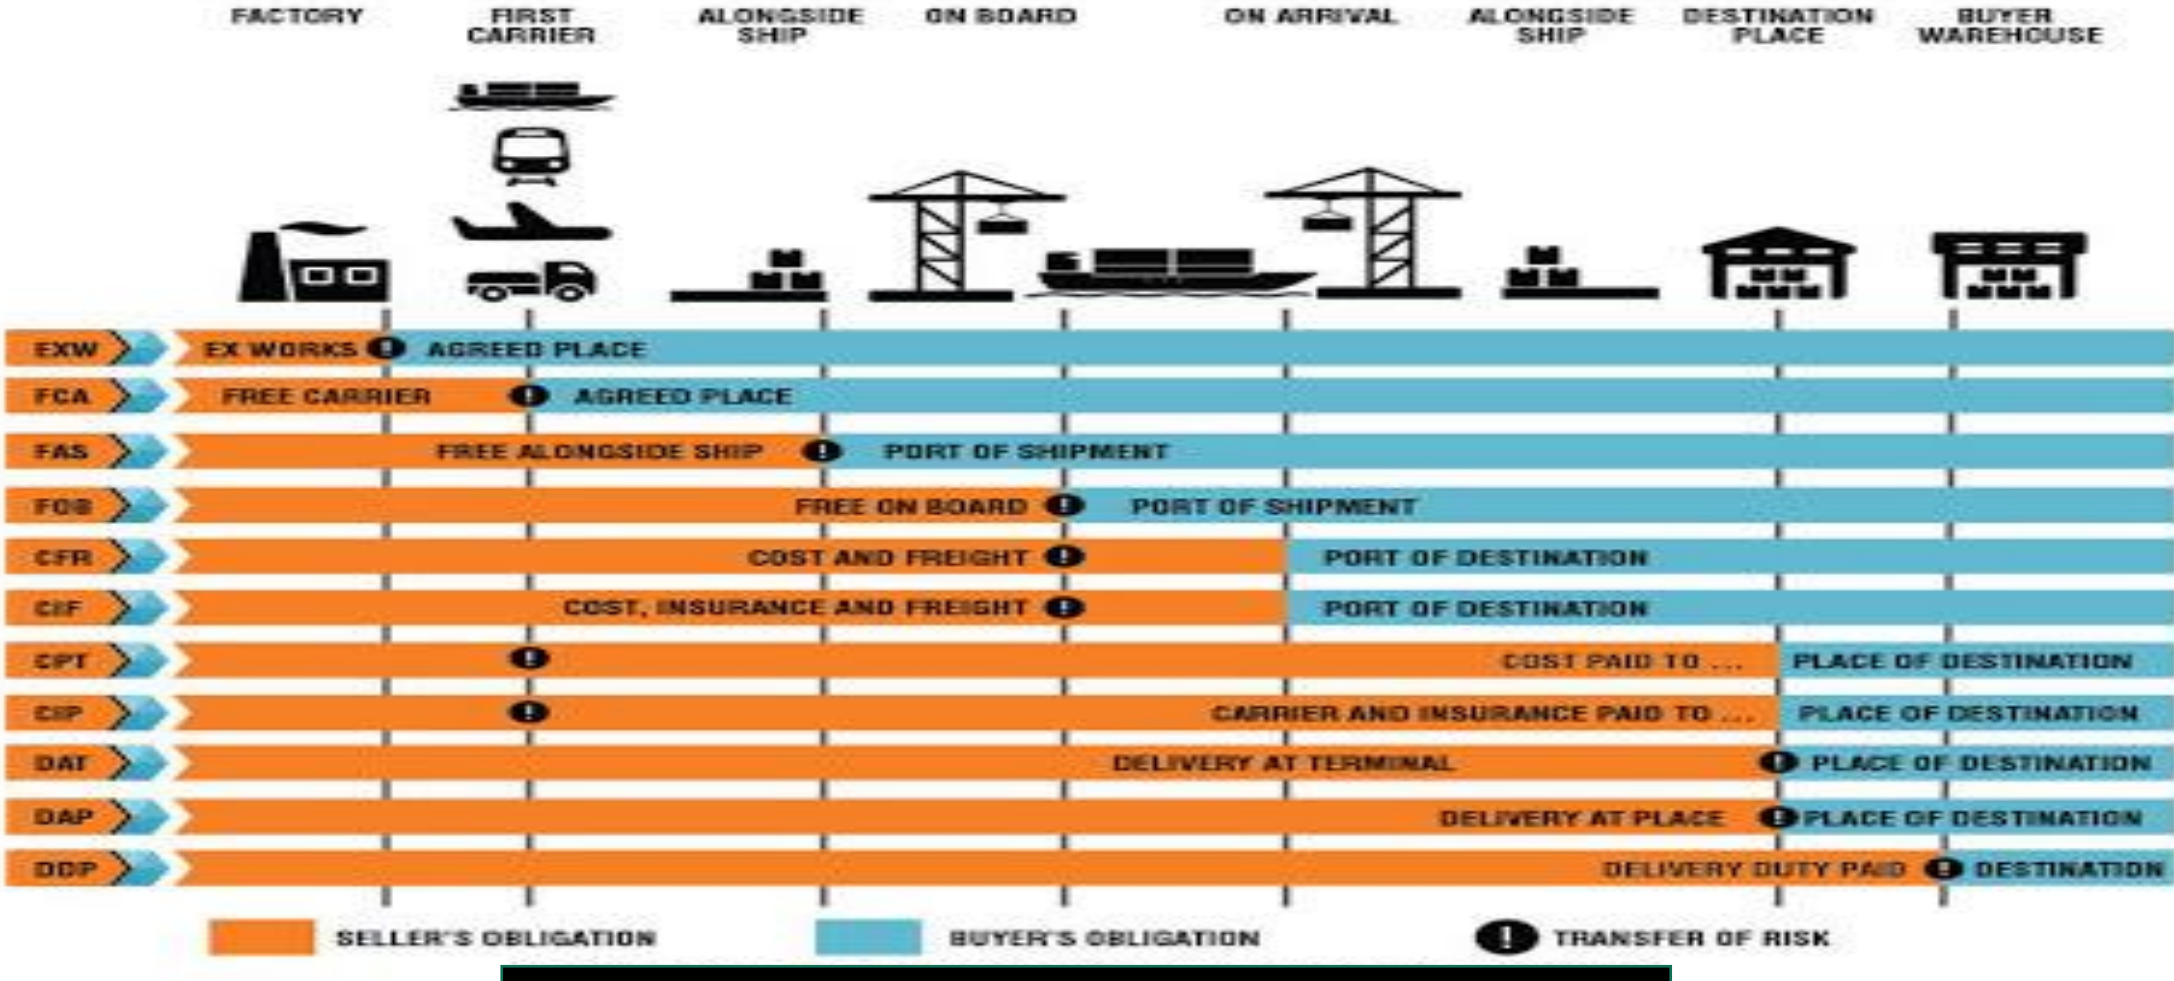 FACTORY
FIRST
CARRIER
ALONGSIDE
SHIP
ON BOARD
ON ARRIVAL
ALONGSIDE
SHIP
DESTINATION
PLACE
BUYER
WAREHOUSE
EXW EX WORKS ! AGREED PLACE
FCA FREE CARRIER ! AGREED PLACE
FAS FREE ALONGSIDE SHIP ! PORT OF SHIPMENT
FOB FREE ON BOARD ! PORT OF SHIPMENT
CFR COST AND FREIGHT ! PORT OF DESTINATION
CIF COST, INSURANCE AND FREIGHT ! PORT OF DESTINATION
CPT ! COST PAID TO ... PLACE OF DESTINATION
CIP ! CARRIER AND INSURANCE PAID TO ... PLACE OF DESTINATION
DAT DELIVERY AT TERMINAL ! PLACE OF DESTINATION
DAP DELIVERY AT PLACE ! PLACE OF DESTINATION
DDP DELIVERY DUTY PAID ! DESTINATION
SELLER'S OBLIGATION
BUYER'S OBLIGATION
! TRANSFER OF RISK